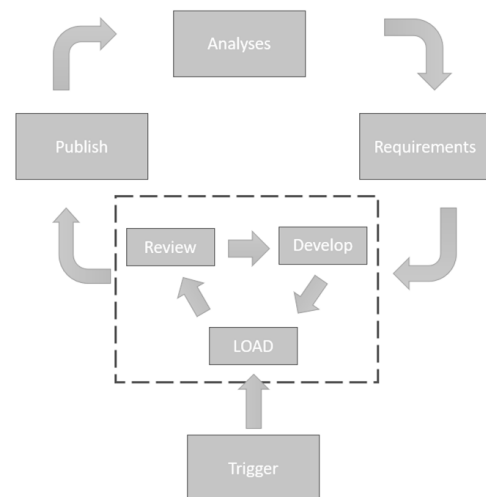 Analyses
Publish
Requirements
Review
Develop
LOAD
Trigger